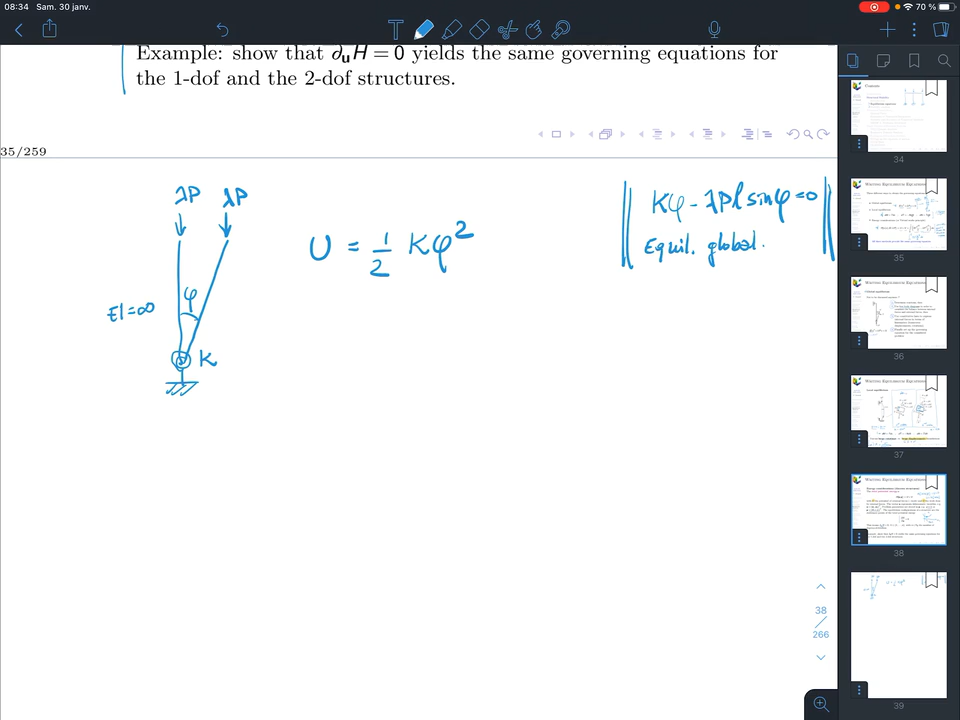 08:34 Sam. 30 janv.
70 %
Example: show that ∂ᵤH = 0 yields the same governing equations for
the 1-dof and the 2-dof structures.
35/259
λP λP
U = 1/2 Kφ²
Kφ - λPl sinφ = 0
Equil. global.
EI=∞
φ
K
34
35
36
37
38
39
38
266